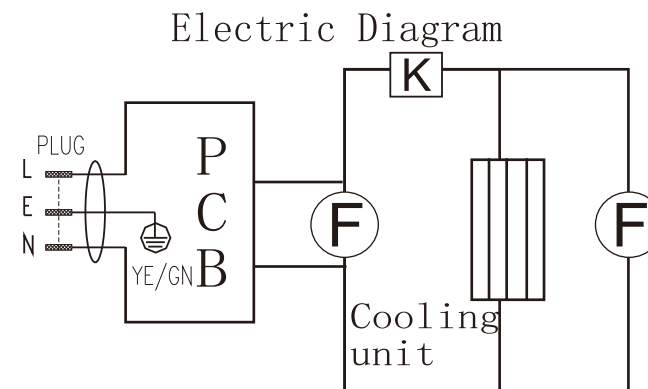 Electric Diagram
K
PLUG
L
E
N
YE/GN
P
C
B
F
F
Cooling
unit